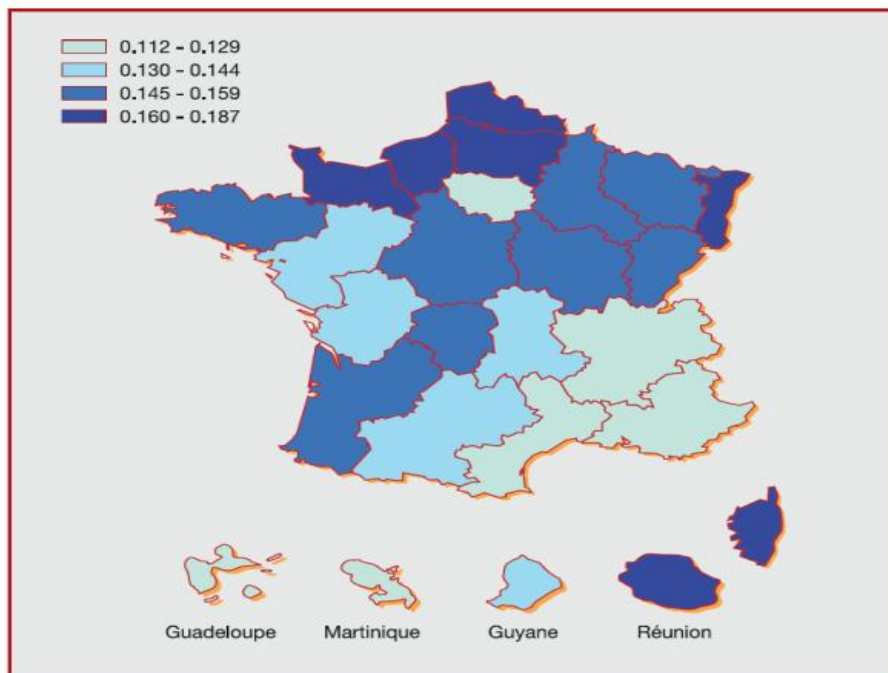 0.112 - 0.129
0.130 - 0.144
0.145 - 0.159
0.160 - 0.187
Guadeloupe
Martinique
Guyane
Réunion